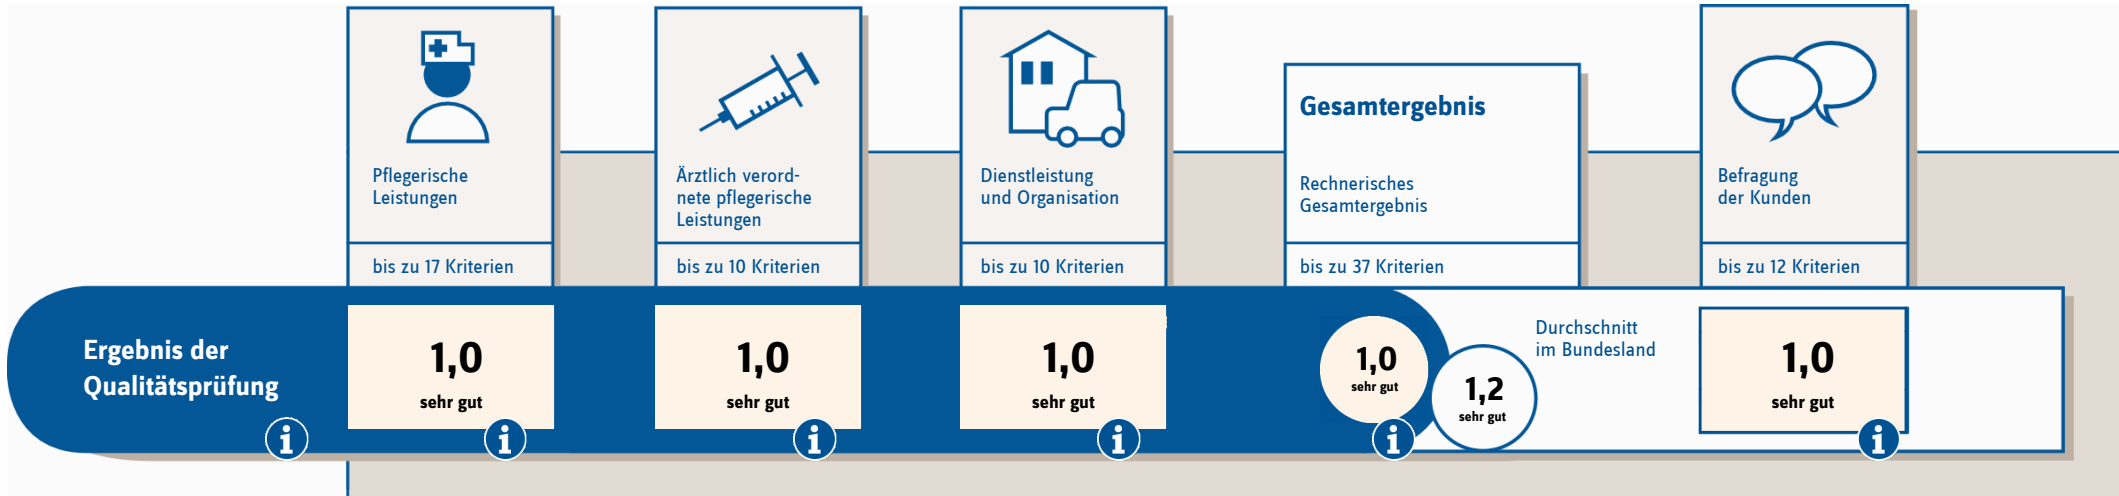 Pflegerische
Leistungen
bis zu 17 Kriterien
Ärztlich verord-
nete pflegerische
Leistungen
bis zu 10 Kriterien
Dienstleistung
und Organisation
bis zu 10 Kriterien
Gesamtergebnis
Rechnerisches
Gesamtergebnis
bis zu 37 Kriterien
Befragung
der Kunden
bis zu 12 Kriterien
Ergebnis der
Qualitätsprüfung
i
1,0
sehr gut
i
1,0
sehr gut
i
1,0
sehr gut
i
1,0
sehr gut
i
1,2
sehr gut
Durchschnitt
im Bundesland
1,0
sehr gut
i